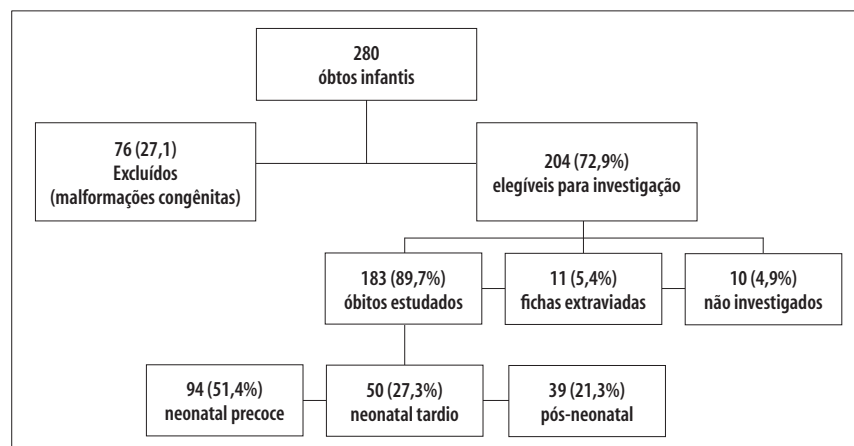 280
óbtos infantis
76 (27,1)
Excluídos
(malformações congênitas)
204 (72,9%)
elegíveis para investigação
183 (89,7%)
óbitos estudados
11 (5,4%)
fichas extraviadas
10 (4,9%)
não investigados
94 (51,4%)
neonatal precoce
50 (27,3%)
neonatal tardio
39 (21,3%)
pós-neonatal